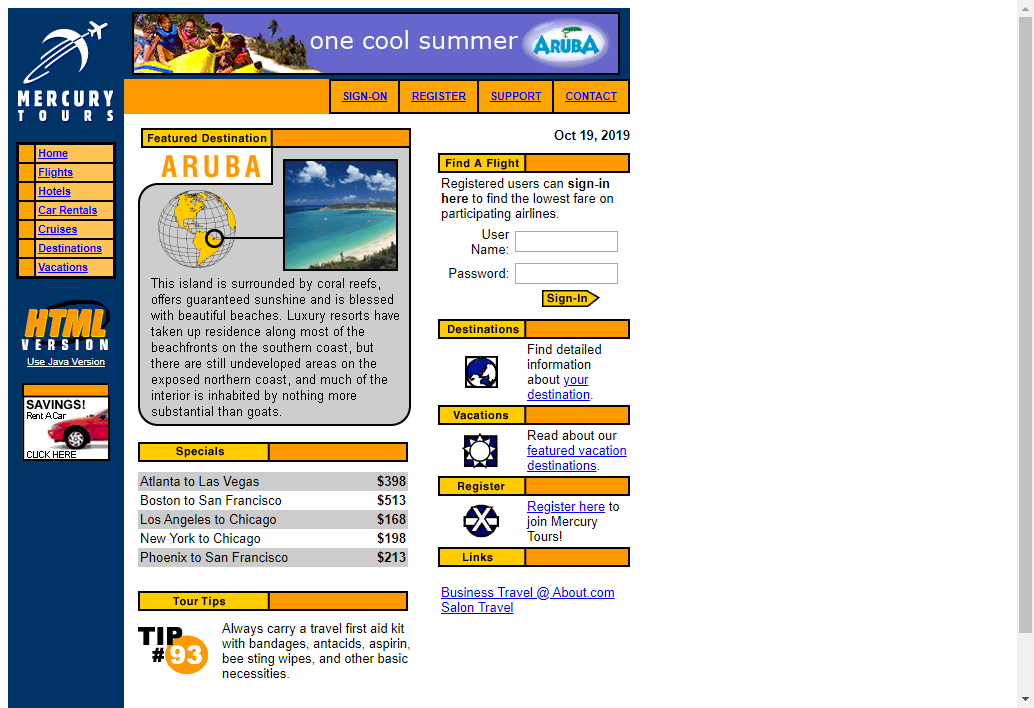 one cool summer ARUBA
MERCURY
TOURS
SIGN-ON REGISTER SUPPORT CONTACT
Home
Flights
Hotels
Car Rentals
Cruises
Destinations
Vacations
HTML
VERSION
Use Java Version
SAVINGS!
Rent A Car
CLICK HERE
Featured Destination
ARUBA
This island is surrounded by coral reefs,
offers guaranteed sunshine and is blessed
with beautiful beaches. Luxury resorts have
taken up residence along most of the
beachfronts on the southern coast, but
there are still undeveloped areas on the
exposed northern coast, and much of the
interior is inhabited by nothing more
substantial than goats.
Specials
Atlanta to Las Vegas $398
Boston to San Francisco $513
Los Angeles to Chicago $168
New York to Chicago $198
Phoenix to San Francisco $213
Tour Tips
TIP
#93
Always carry a travel first aid kit
with bandages, antacids, aspirin,
bee sting wipes, and other basic
necessities.
Oct 19, 2019
Find A Flight
Registered users can sign-in
here to find the lowest fare on
participating airlines.
User
Name:
Password:
Sign-In
Destinations
Find detailed
information
about your
destination.
Vacations
Read about our
featured vacation
destinations.
Register
Register here to
join Mercury
Tours!
Links
Business Travel @ About.com
Salon Travel